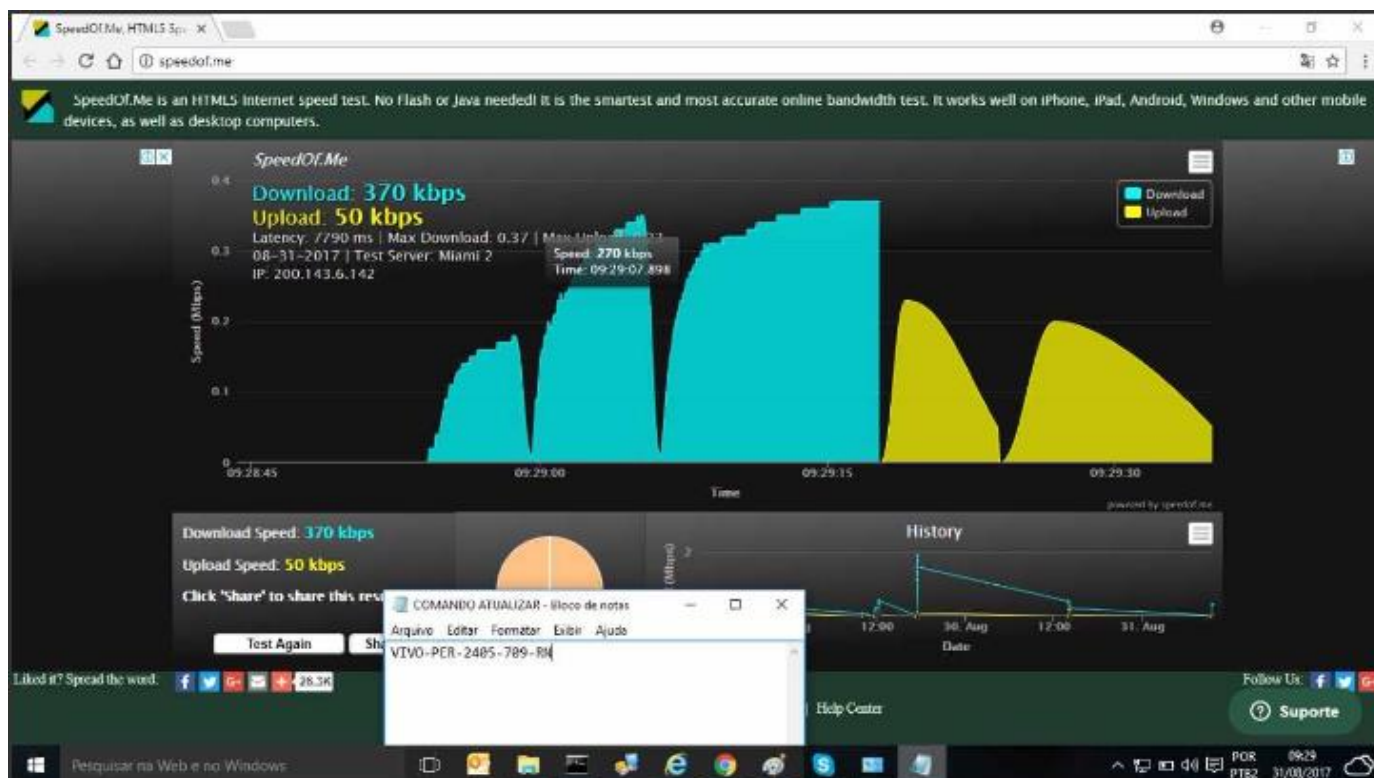 SpeedOf.Me, HTML5 Spe
speedof.me
SpeedOf.Me is an HTML5 Internet speed test. No Flash or Java needed! It is the smartest and most accurate online bandwidth test. It works well on iPhone, iPad, Android, Windows and other mobile
devices, as well as desktop computers.
SpeedOf.Me
Download: 370 kbps
Upload: 50 kbps
Latency: 7790 ms | Max Download: 0.37 | Max Upload:
08-31-2017 | Test Server: Miami 2
IP: 200.143.6.142
Speed: 270 kbps
Time: 09:29:07.898
Download
Upload
Speed (Mbps)
0.4
0.3
0.2
0.1
0
09:28:45 09:29:00 09:29:15 09:29:30
Time
powered by speedof.me
Download Speed: 370 kbps
Upload Speed: 50 kbps
Click 'Share' to share this
Test Again
History
(Mbps)
2
12:00 30. Aug 12:00 31. Aug
Date
COMANDO ATUALIZAR - Bloco de notas
Arquivo Editar Formatar Exibir Ajuda
VIVO-PER-2405-709-RN
Liked it? Spread the word.
28.3K
Help Center
Follow Us:
Suporte
Pesquisar na Web e no Windows
POR 09:29
PTB2 31/08/2017